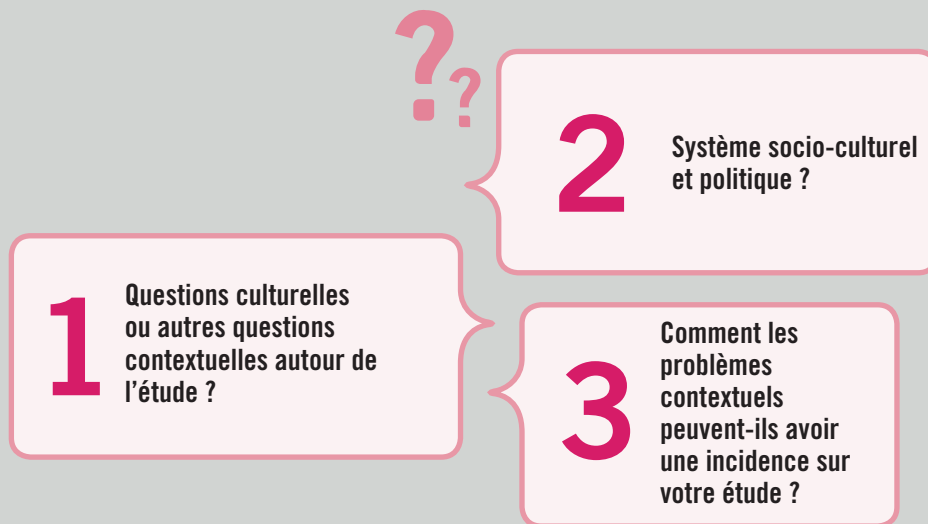 ??
1
Questions culturelles
ou autres questions
contextuelles autour de
l'étude ?
2
Système socio-culturel
et politique ?
3
Comment les
problèmes
contextuels
peuvent-ils avoir
une incidence sur
votre étude ?